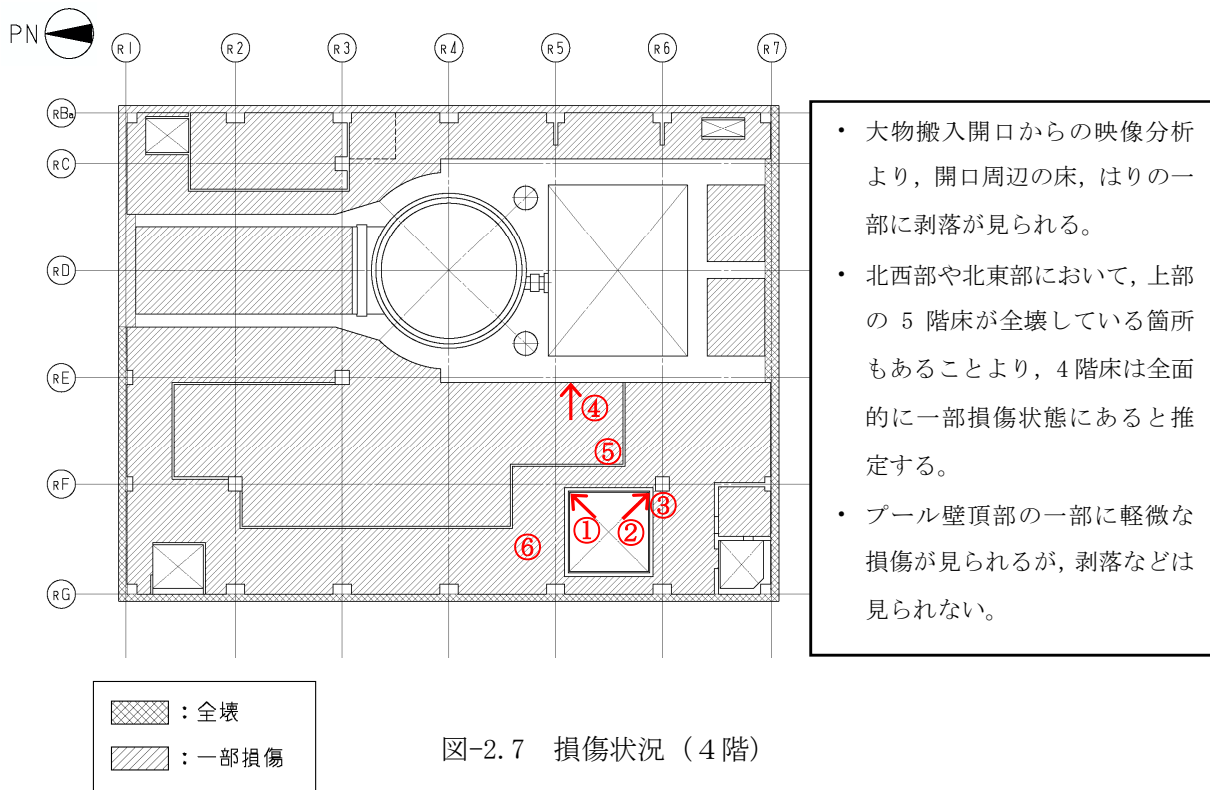 PN
R1 R2 R3 R4 R5 R6 R7
RBa
RC
RD
RE
RF
RG
④
⑤
③
① ②
⑥
・ 大物搬入開口からの映像分析
より，開口周辺の床，はりの一
部に剥落が見られる。
・ 北西部や北東部において，上部
の 5 階床が全壊している箇所
もあることより，4 階床は全面
的に一部損傷状態にあると推
定する。
・ プール壁頂部の一部に軽微な
損傷が見られるが，剥落などは
見られない。
：全壊
：一部損傷
図-2.7 損傷状況（４階）